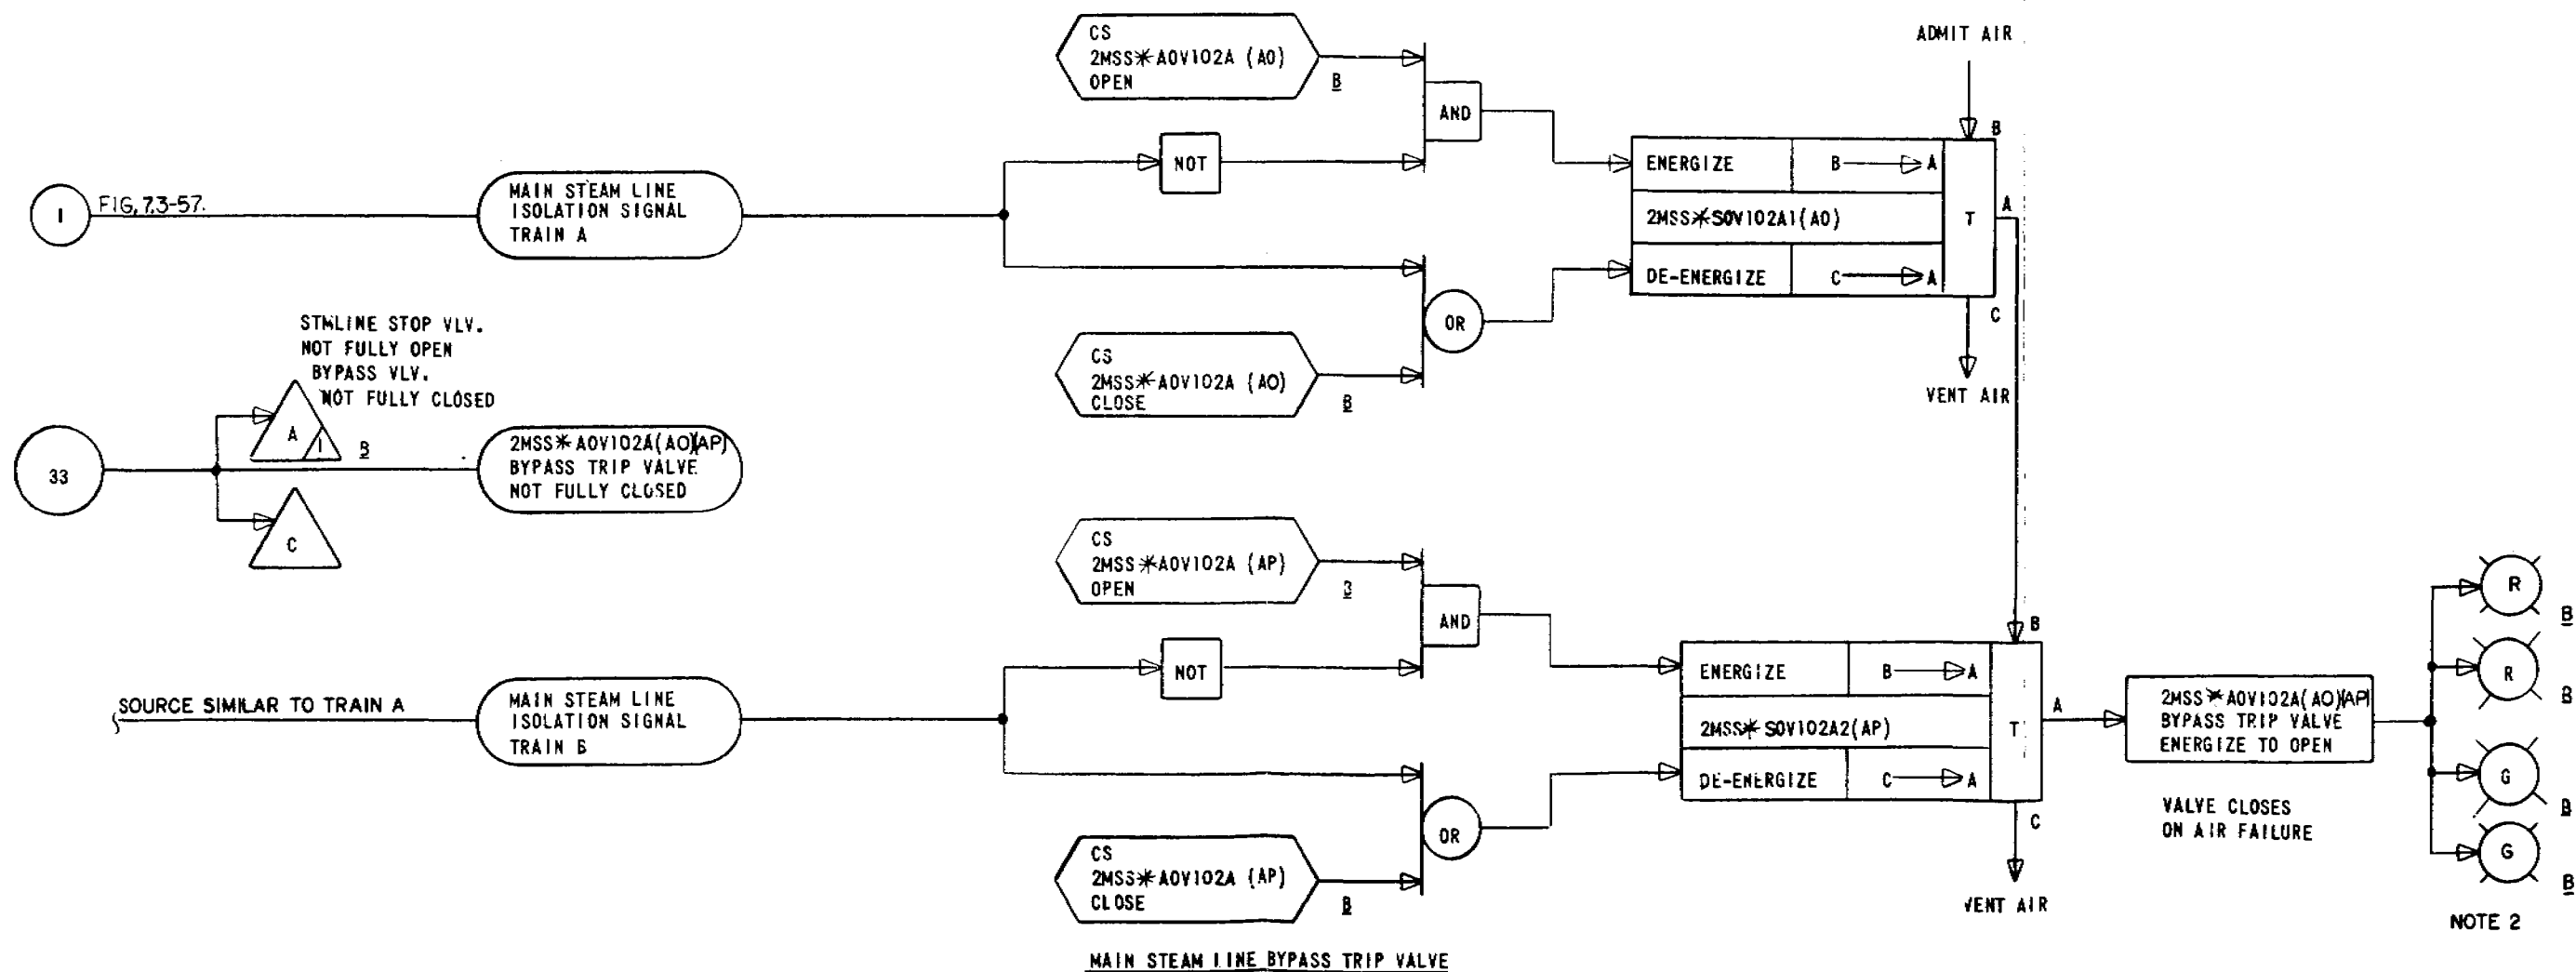 CS
2MSS*AOV102A (AO)
OPEN
B
AND
NOT
ADMIT AIR
B
ENERGIZE B A
2MSS*SOV102A1(AO)
T
A
DE-ENERGIZE C A
C
VENT AIR
1
FIG, 7.3-57.
MAIN STEAM LINE
ISOLATION SIGNAL
TRAIN A
OR
CS
2MSS*AOV102A (AO)
CLOSE
B
STMLINE STOP VLV.
NOT FULLY OPEN
BYPASS VLV.
NOT FULLY CLOSED
A
1
B
33
C
2MSS*AOV102A(AO)(AP)
BYPASS TRIP VALVE
NOT FULLY CLOSED
CS
2MSS*AOV102A (AP)
OPEN
AND
NOT
SOURCE SIMILAR TO TRAIN A
MAIN STEAM LINE
ISOLATION SIGNAL
TRAIN B
OR
CS
2MSS*AOV102A (AP)
CLOSE
B
B
ENERGIZE B A
2MSS*SOV102A2(AP)
T
A
DE-ENERGIZE C A
C
VENT AIR
2MSS*AOV102A(AO)(AP)
BYPASS TRIP VALVE
ENERGIZE TO OPEN
VALVE CLOSES
ON AIR FAILURE
R
B
R
B
G
B
G
B
NOTE 2
MAIN STEAM LINE BYPASS TRIP VALVE